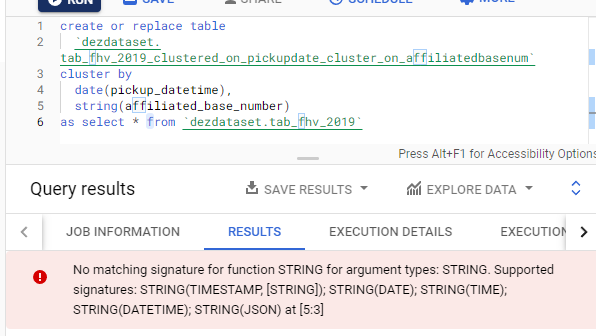 RUN SAVE SHARE SCHEDULE MORE
1 create or replace table
2 `dezdataset.
tab_fhv_2019_clustered_on_pickupdate_cluster_on_affiliatedbasenum`
3 cluster by
4 date(pickup_datetime),
5 string(affiliated_base_number)
6 as select * from `dezdataset.tab_fhv_2019`
Press Alt+F1 for Accessibility Options
Query results SAVE RESULTS EXPLORE DATA
JOB INFORMATION RESULTS EXECUTION DETAILS EXECUTION
No matching signature for function STRING for argument types: STRING. Supported
signatures: STRING(TIMESTAMP, [STRING]); STRING(DATE); STRING(TIME);
STRING(DATETIME); STRING(JSON) at [5:3]